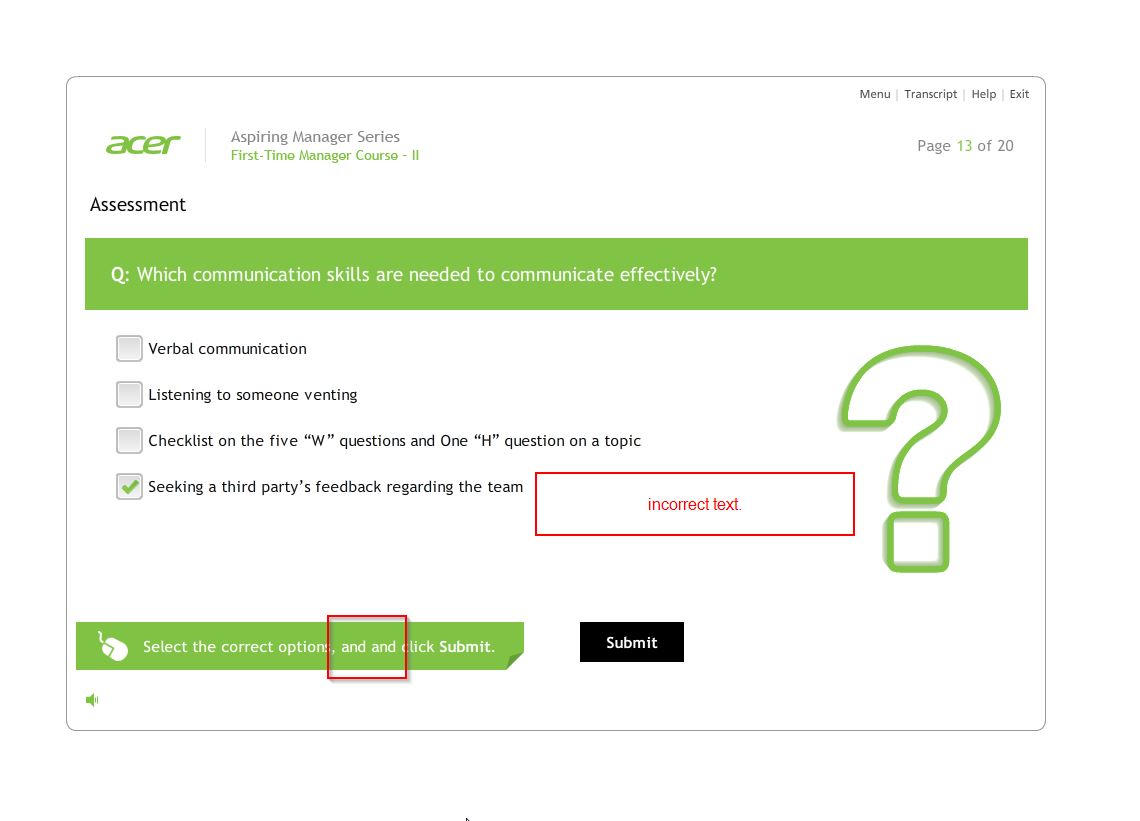 Menu | Transcript | Help | Exit
acer
Aspiring Manager Series
First-Time Manager Course - II
Page 13 of 20
Assessment
Q: Which communication skills are needed to communicate effectively?
Verbal communication
Listening to someone venting
Checklist on the five “W” questions and One “H” question on a topic
Seeking a third party’s feedback regarding the team
incorrect text.
Select the correct options, and and click Submit.
Submit